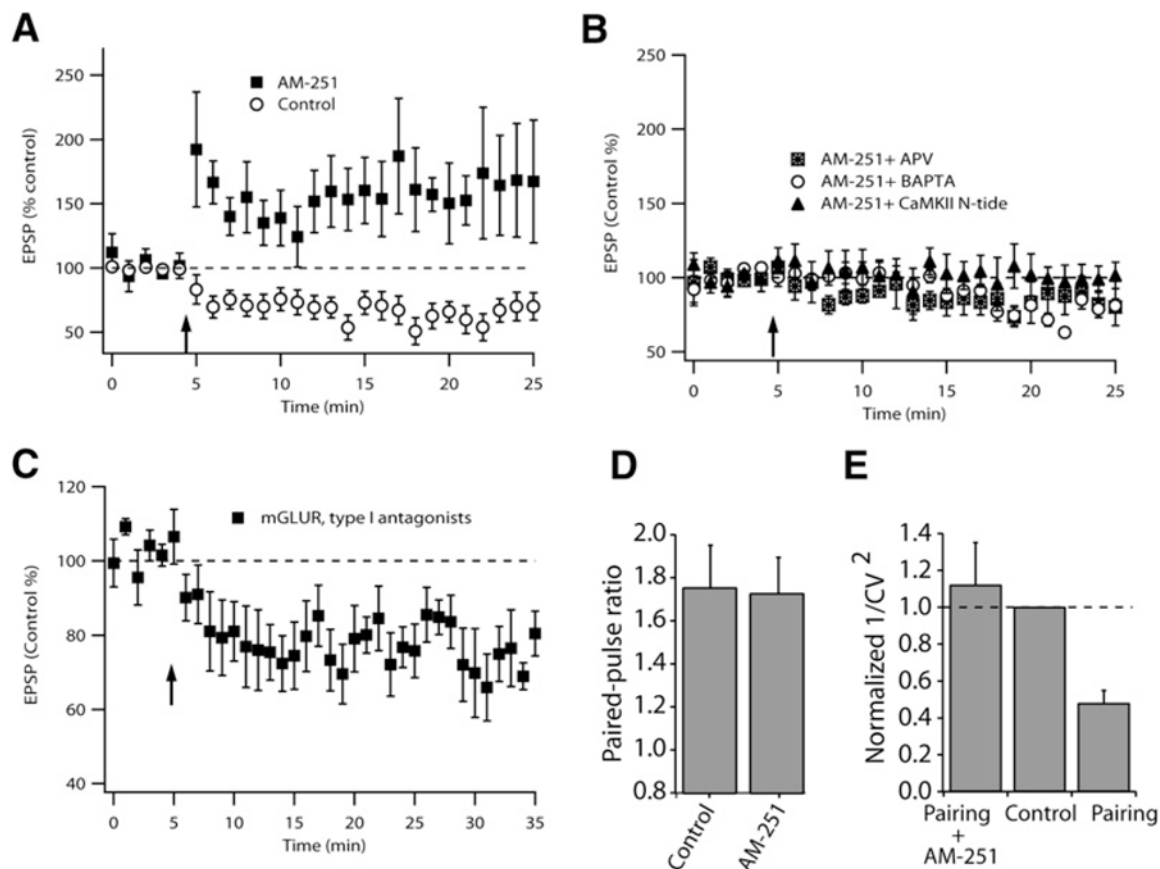 A
EPSP (% control)
250
200
150
100
50
AM-251
Control
0 5 10 15 20 25
Time (min)
B
EPSP (Control %)
250
200
150
100
50
AM-251+ APV
AM-251+ BAPTA
AM-251+ CaMKII N-tide
0 5 10 15 20 25
Time (min)
C
EPSP (Control %)
120
100
80
60
40
mGLUR, type I antagonists
0 5 10 15 20 25 30 35
Time (min)
D
Paired-pulse ratio
2.0
1.8
1.6
1.4
1.2
1.0
0.8
Control
AM-251
E
Normalized 1/CV 2
1.4
1.2
1.0
0.8
0.6
0.4
0.2
0.0
Pairing
+
AM-251
Control
Pairing